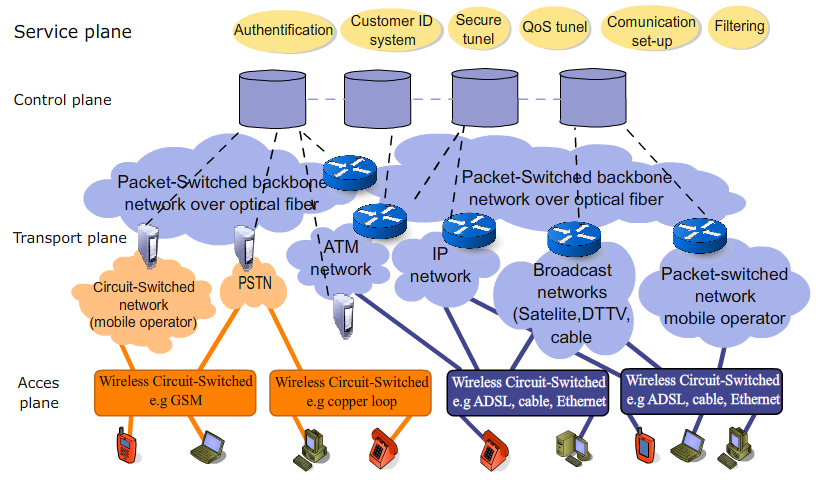 Service plane
Authentification
Customer ID
system
Secure
tunel
QoS tunel
Comunication
set-up
Filtering
Control plane
Packet-Switched backbone
network over optical fiber
Packet-Switched backbone
network over optical fiber
Transport plane
Circuit-Switched
network
(mobile operator)
PSTN
ATM
network
IP
network
Broadcast
networks
(Satelite,DTTV,
cable
Packet-switched
network
mobile operator
Acces
plane
Wireless Circuit-Switched
e.g GSM
Wireless Circuit-Switched
e.g copper loop
Wireless Circuit-Switched
e.g ADSL, cable, Ethernet
Wireless Circuit-Switched
e.g ADSL, cable, Ethernet